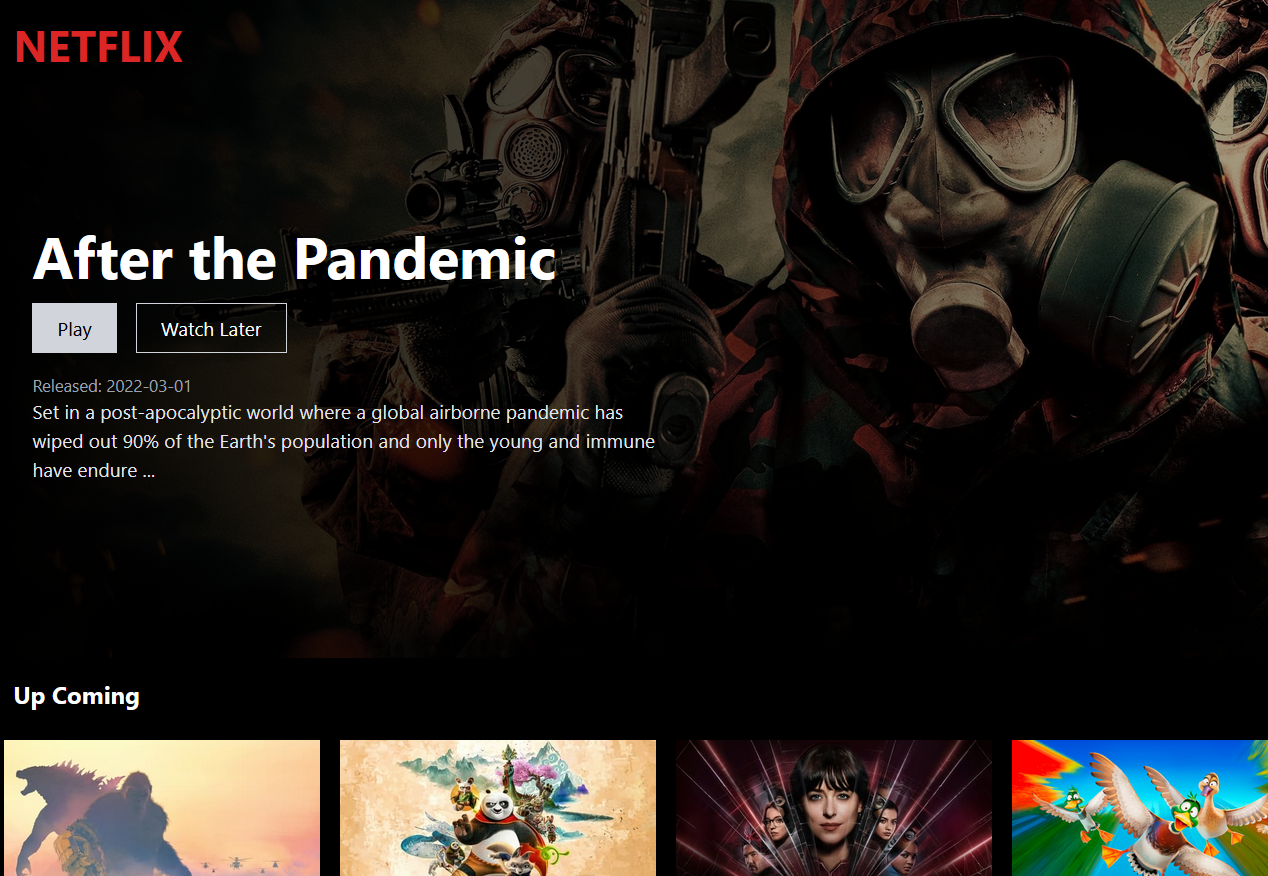 NETFLIX
After the Pandemic
Play
Watch Later
Released: 2022-03-01
Set in a post-apocalyptic world where a global airborne pandemic has
wiped out 90% of the Earth's population and only the young and immune
have endure ...
Up Coming